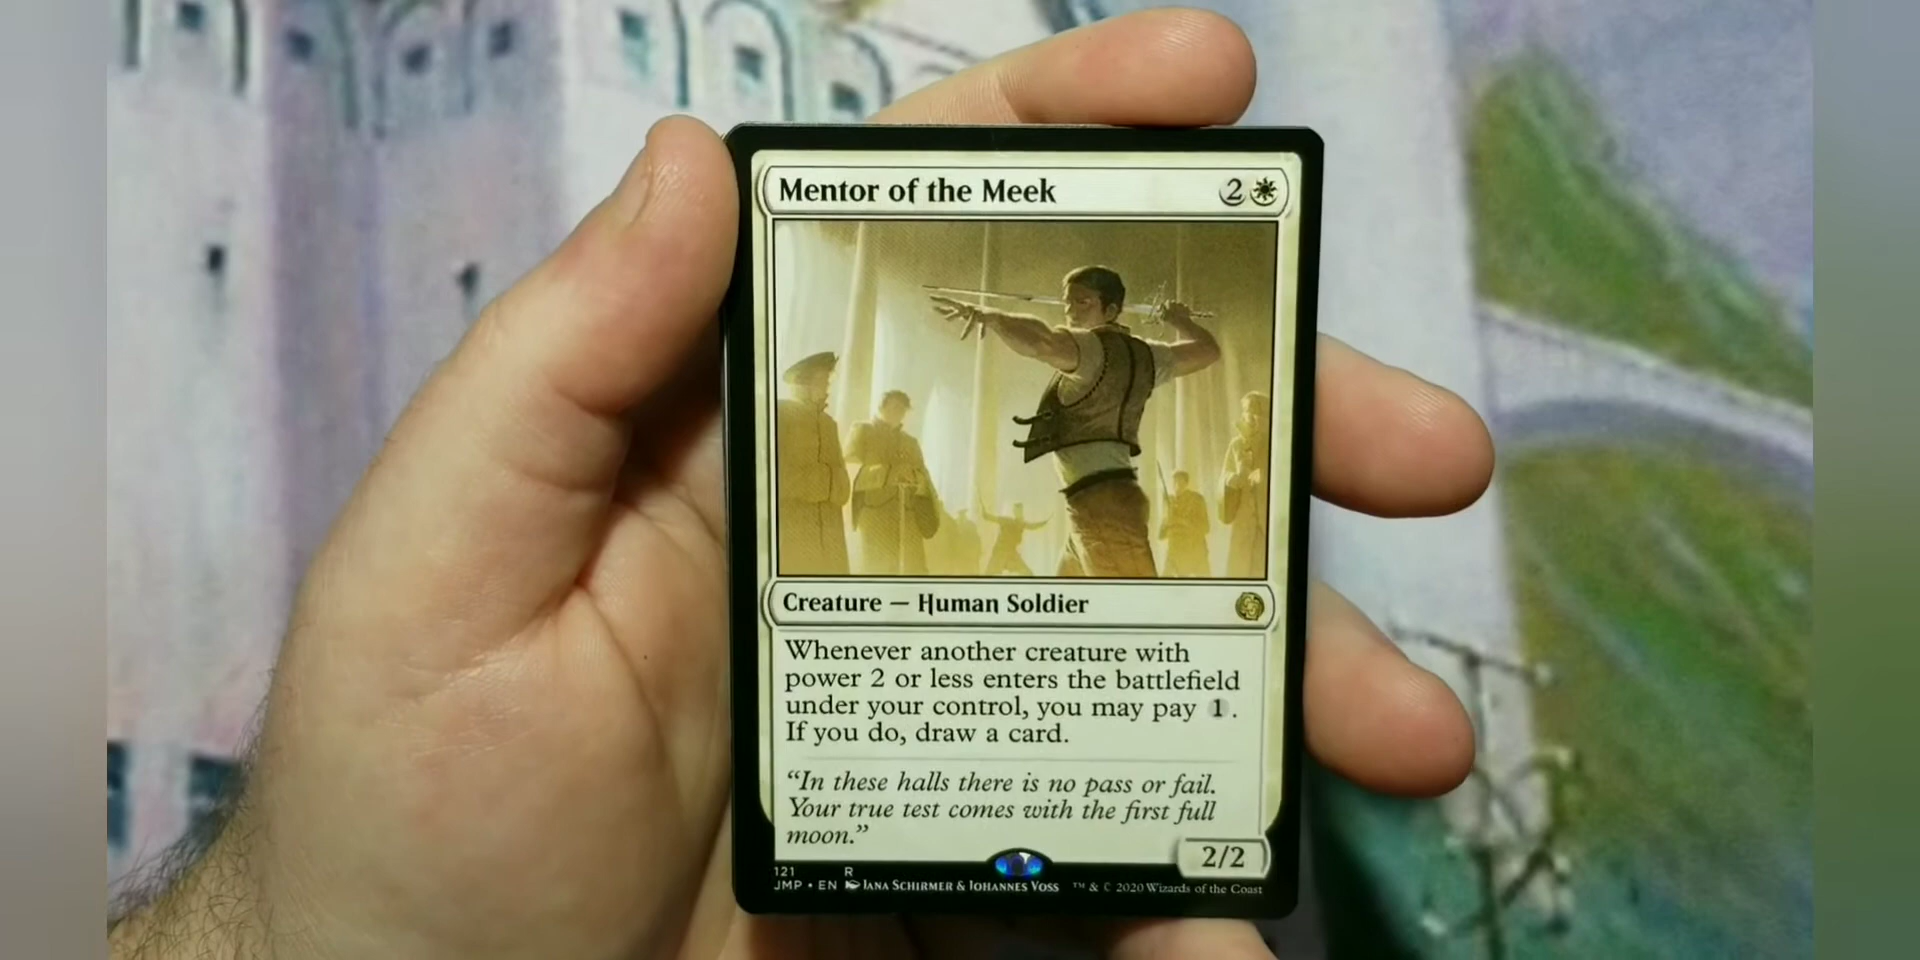 Mentor of the Meek 2
Creature — Human Soldier
Whenever another creature with
power 2 or less enters the battlefield
under your control, you may pay 1.
If you do, draw a card.
“In these halls there is no pass or fail.
Your true test comes with the first full
moon.”
2/2
121 R
JMP • EN Jana Schirmer & Johannes Voss ™ & © 2020 Wizards of the Coast